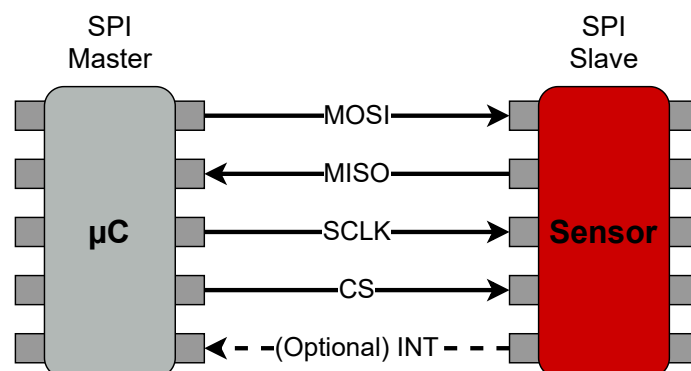 SPI
Master
SPI
Slave
MOSI
MISO
µC
SCLK
Sensor
CS
(Optional) INT